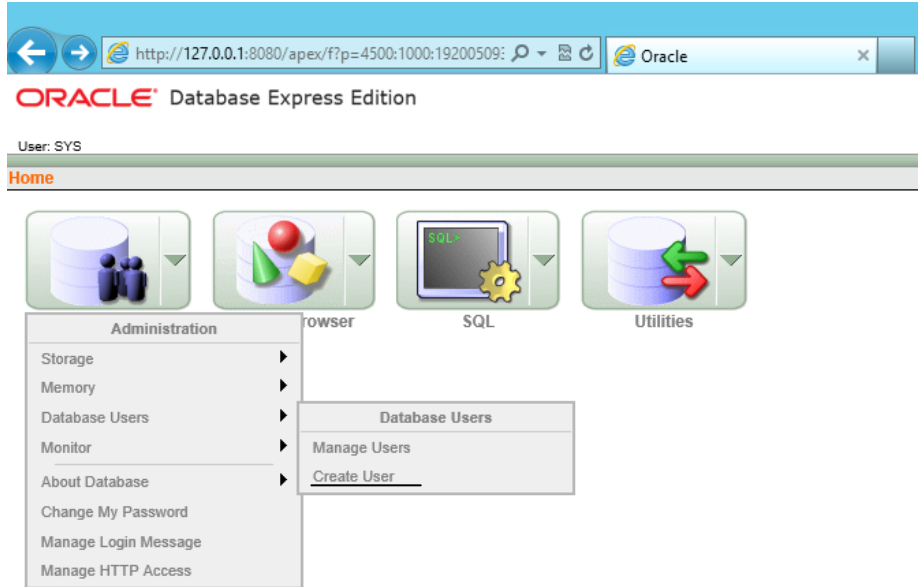 http://127.0.0.1:8080/apex/f?p=4500:1000:19200509
Oracle
ORACLE® Database Express Edition
User: SYS
Home
SQL>
rowser
SQL
Utilities
Administration
Storage
Memory
Database Users
Monitor
About Database
Change My Password
Manage Login Message
Manage HTTP Access
Database Users
Manage Users
Create User